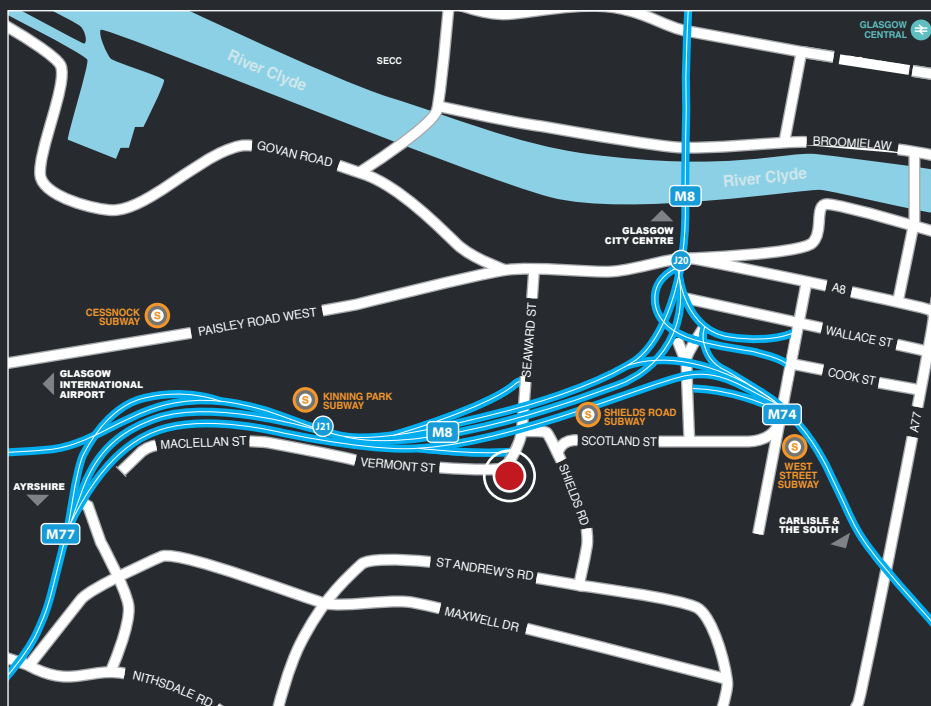 GLASGOW
CENTRAL
SECC
River Clyde
BROOMIELAW
GOVAN ROAD
River Clyde
M8
GLASGOW
CITY CENTRE
J20
A8
CESSNOCK
SUBWAY
S
PAISLEY ROAD WEST
SEAWARD ST
WALLACE ST
COOK ST
GLASGOW
INTERNATIONAL
AIRPORT
S
KINNING PARK
SUBWAY
J21
M8
S
SHIELDS ROAD
SUBWAY
M74
A77
MACLELLAN ST
SCOTLAND ST
VERMONT ST
S
WEST
STREET
SUBWAY
AYRSHIRE
SHIELDS RD
M77
CARLISLE &
THE SOUTH
ST ANDREW'S RD
MAXWELL DR
NITHSDALE RD